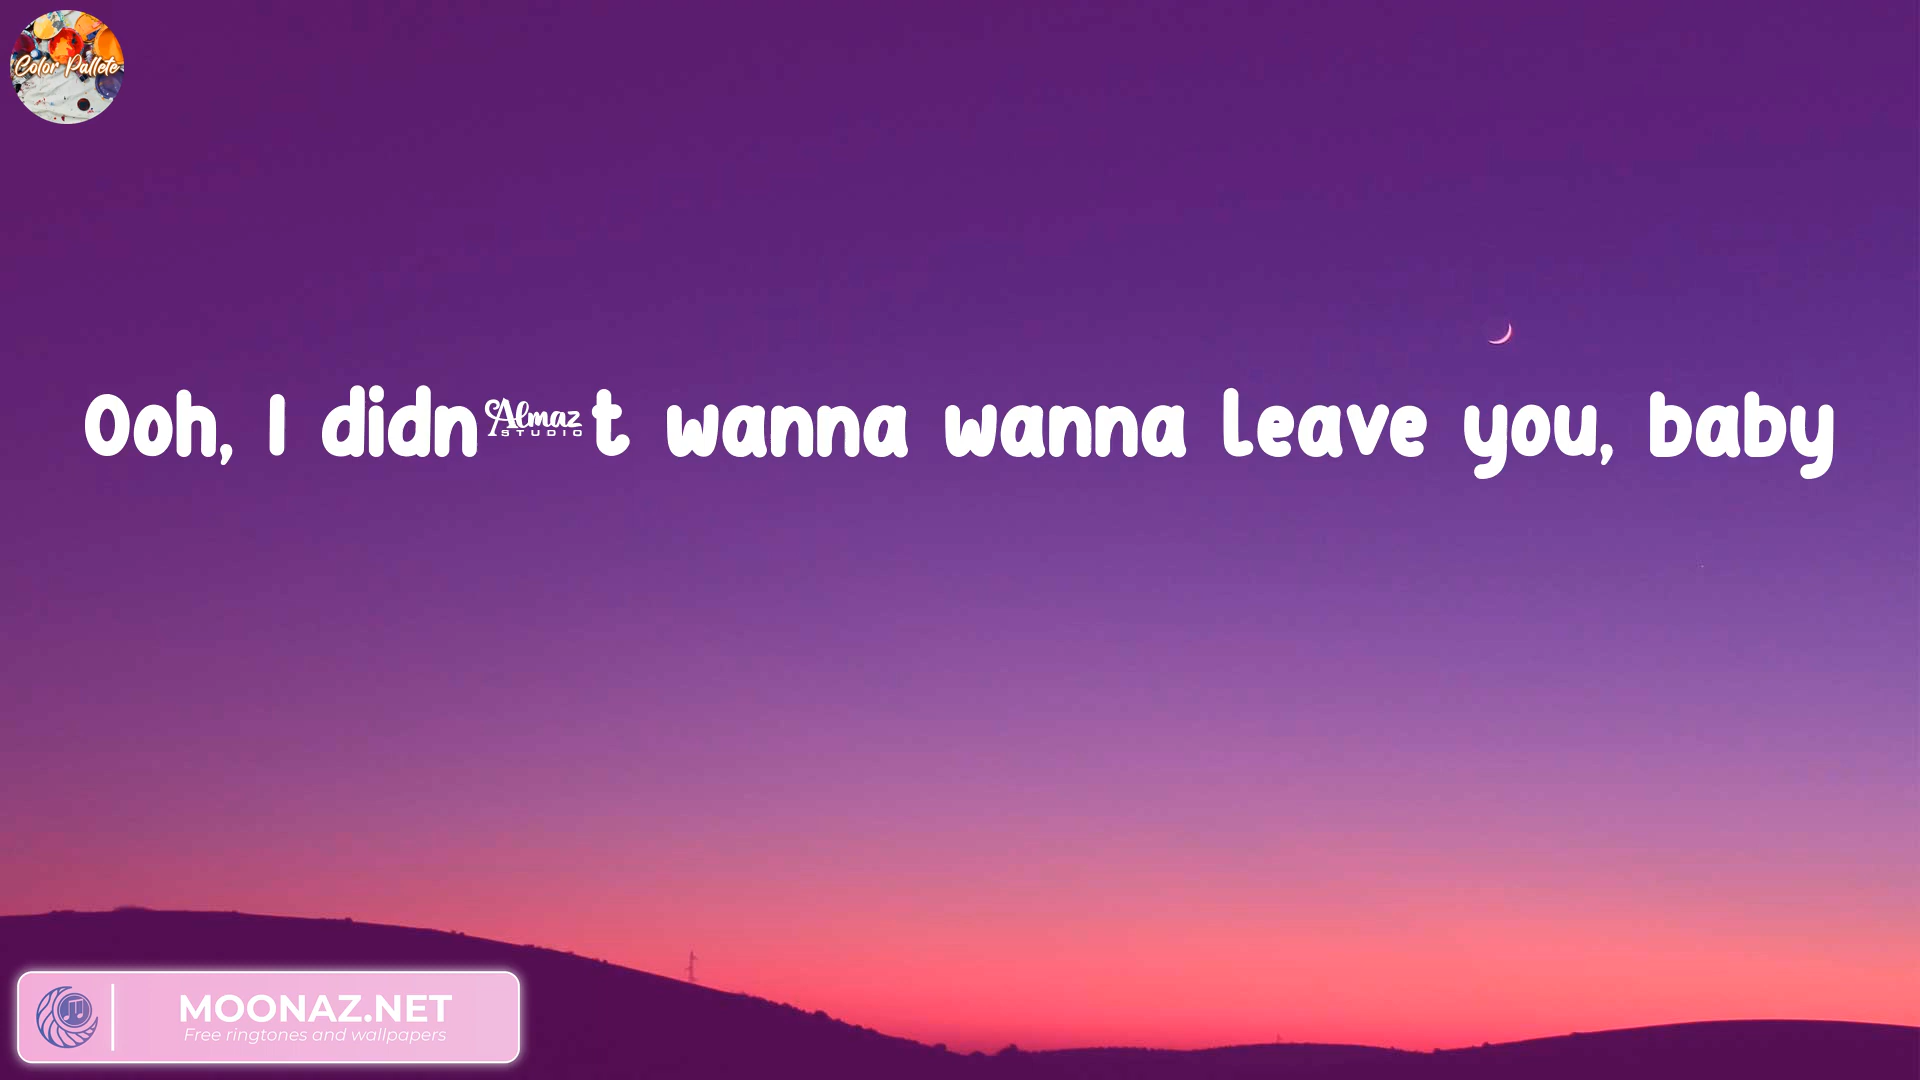 Color Pallete
Ooh, I didn Almaz STUDIO t wanna wanna leave you, baby
MOONAZ.NET
Free ringtones and wallpapers